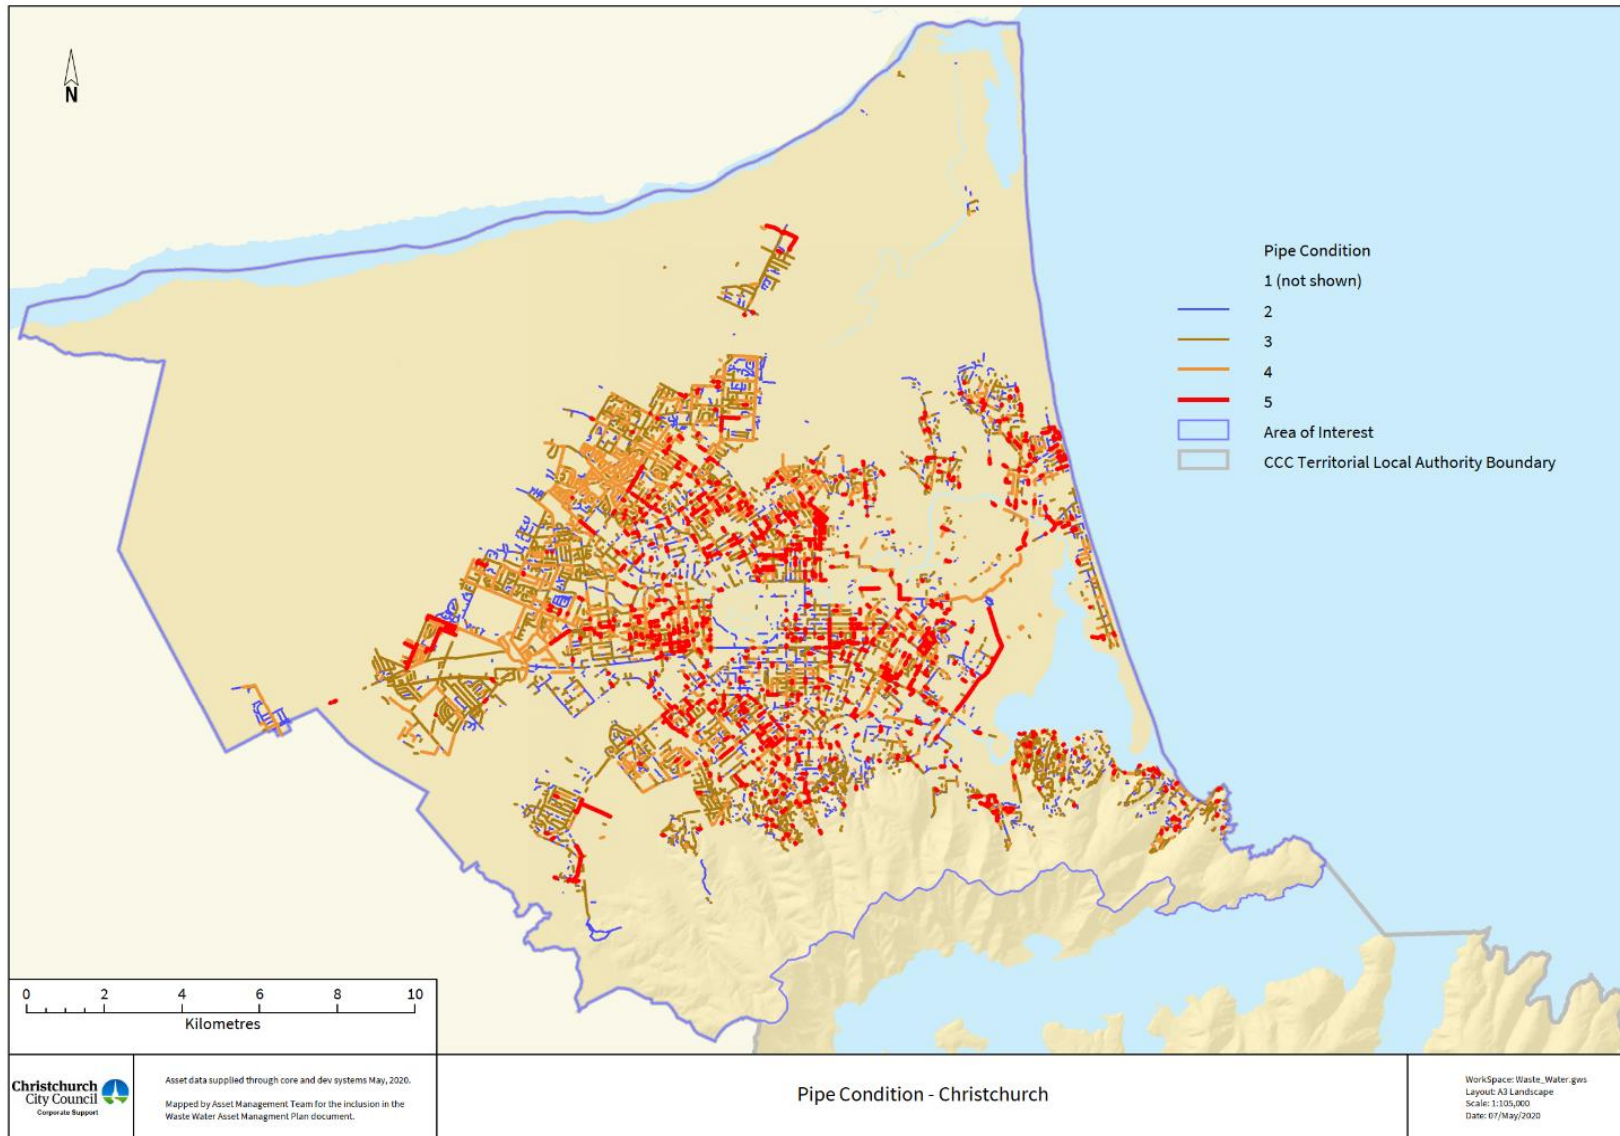 N
Pipe Condition
1 (not shown)
2
3
4
5
Area of Interest
CCC Territorial Local Authority Boundary
0 2 4 6 8 10
Kilometres
Christchurch
City Council
Corporate Support
Asset data supplied through core and dev systems May, 2020.
Mapped by Asset Management Team for the inclusion in the
Waste Water Asset Managment Plan document.
Pipe Condition - Christchurch
WorkSpace: Waste_Water.gws
Layout: A3 Landscape
Scale: 1:105,000
Date: 07/May/2020